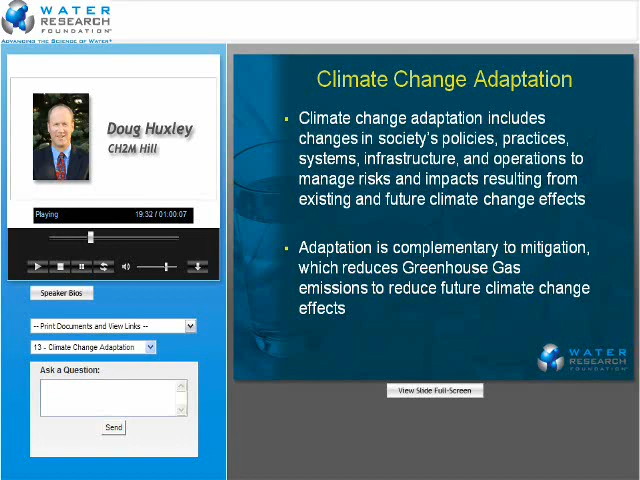 WATER
RESEARCH
FOUNDATION®
ADVANCING THE SCIENCE OF WATER®
Doug Huxley
CH2M Hill
Playing 19:32 / 01:00:07
Speaker Bios
-- Print Documents and View Links --
13 - Climate Change Adaptation
Ask a Question:
Send
Climate Change Adaptation
Climate change adaptation includes
changes in society's policies, practices,
systems, infrastructure, and operations to
manage risks and impacts resulting from
existing and future climate change effects
Adaptation is complementary to mitigation,
which reduces Greenhouse Gas
emissions to reduce future climate change
effects
WATER
RESEARCH
FOUNDATION
View Slide Full-Screen